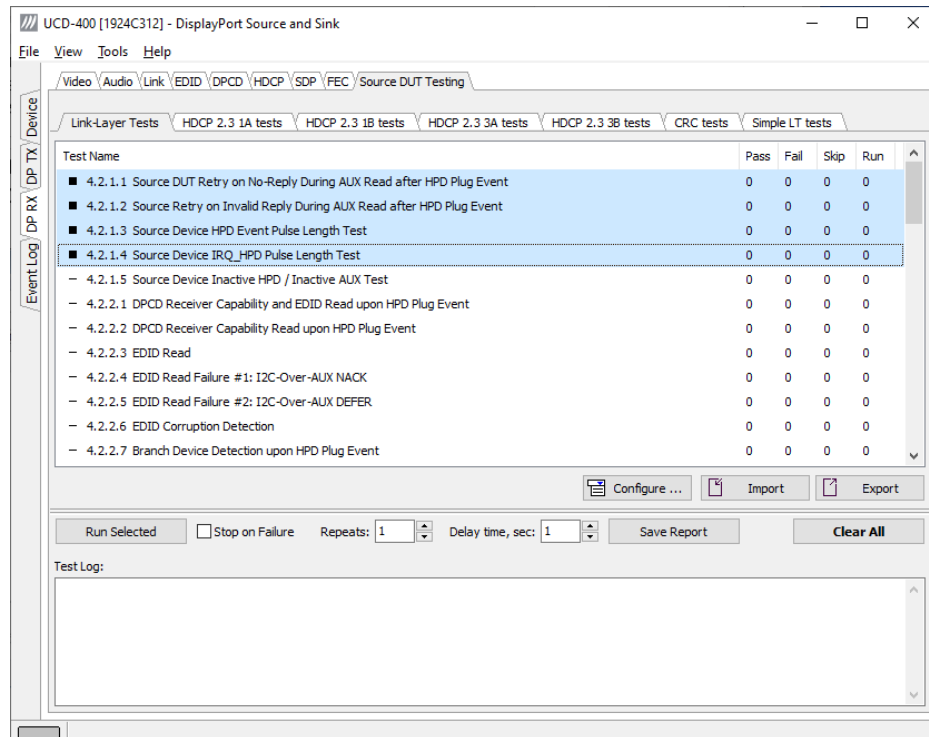 UCD-400 [1924C312] - DisplayPort Source and Sink
File View Tools Help
Video Audio Link EDID DPCD HDCP SDP FEC Source DUT Testing
Device
DP TX
DP RX
Event Log
Link-Layer Tests HDCP 2.3 1A tests HDCP 2.3 1B tests HDCP 2.3 3A tests HDCP 2.3 3B tests CRC tests Simple LT tests
Test Name Pass Fail Skip Run
4.2.1.1 Source DUT Retry on No-Reply During AUX Read after HPD Plug Event 0 0 0 0
4.2.1.2 Source Retry on Invalid Reply During AUX Read after HPD Plug Event 0 0 0 0
4.2.1.3 Source Device HPD Event Pulse Length Test 0 0 0 0
4.2.1.4 Source Device IRQ_HPD Pulse Length Test 0 0 0 0
4.2.1.5 Source Device Inactive HPD / Inactive AUX Test 0 0 0 0
4.2.2.1 DPCD Receiver Capability and EDID Read upon HPD Plug Event 0 0 0 0
4.2.2.2 DPCD Receiver Capability Read upon HPD Plug Event 0 0 0 0
4.2.2.3 EDID Read 0 0 0 0
4.2.2.4 EDID Read Failure #1: I2C-Over-AUX NACK 0 0 0 0
4.2.2.5 EDID Read Failure #2: I2C-Over-AUX DEFER 0 0 0 0
4.2.2.6 EDID Corruption Detection 0 0 0 0
4.2.2.7 Branch Device Detection upon HPD Plug Event 0 0 0 0
Configure ... Import Export
Run Selected Stop on Failure Repeats: 1 Delay time, sec: 1 Save Report Clear All
Test Log: